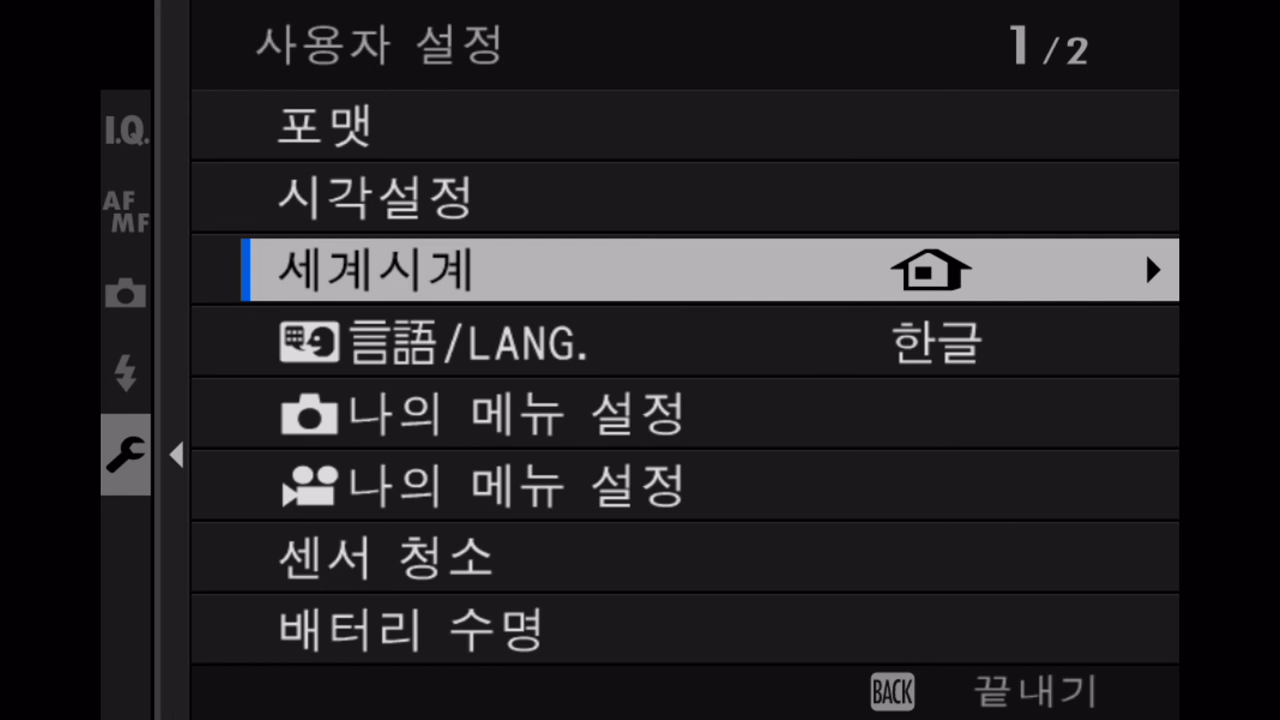 사용자 설정 1/2
I.Q.
포맷
AF
MF
시각설정
세계시계
言語/LANG. 한글
나의 메뉴 설정
나의 메뉴 설정
센서 청소
배터리 수명
BACK 끝내기